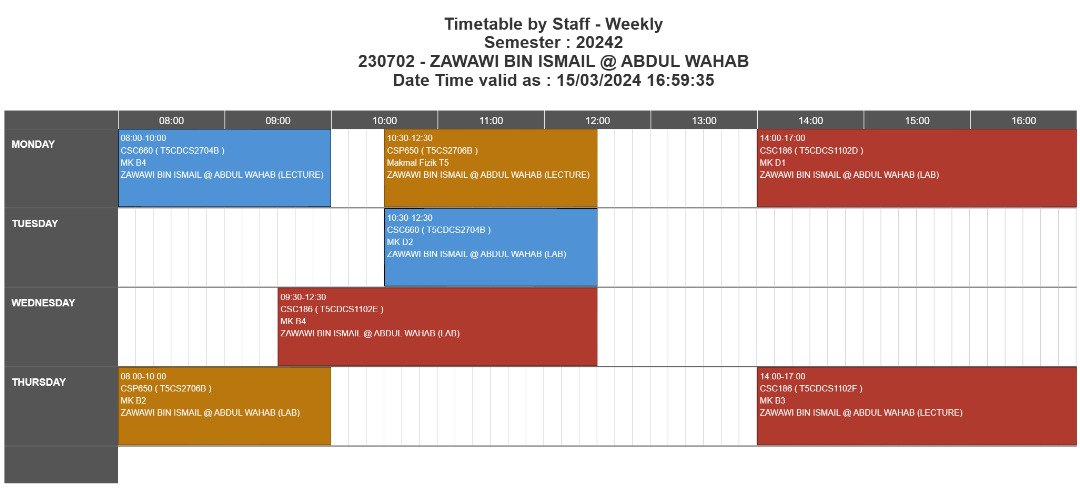 Timetable by Staff - Weekly
Semester : 20242
230702 - ZAWAWI BIN ISMAIL @ ABDUL WAHAB
Date Time valid as : 15/03/2024 16:59:35
08:00 09:00 10:00 11:00 12:00 13:00 14:00 15:00 16:00
MONDAY
08:00-10:00
CSC660 ( T5CDCS2704B )
MK B4
ZAWAWI BIN ISMAIL @ ABDUL WAHAB (LECTURE)
10:30-12:30
CSP650 ( T5CS2706B )
Makmal Fizik T5
ZAWAWI BIN ISMAIL @ ABDUL WAHAB (LECTURE)
14:00-17:00
CSC186 ( T5CDCS1102D )
MK D1
ZAWAWI BIN ISMAIL @ ABDUL WAHAB (LAB)
TUESDAY
10:30-12:30
CSC660 ( T5CDCS2704B )
MK D2
ZAWAWI BIN ISMAIL @ ABDUL WAHAB (LAB)
WEDNESDAY
09:30-12:30
CSC186 ( T5CDCS1102E )
MK B4
ZAWAWI BIN ISMAIL @ ABDUL WAHAB (LAB)
THURSDAY
08:00-10:00
CSP650 ( T5CS2706B )
MK B2
ZAWAWI BIN ISMAIL @ ABDUL WAHAB (LAB)
14:00-17:00
CSC186 ( T5CDCS1102F )
MK B3
ZAWAWI BIN ISMAIL @ ABDUL WAHAB (LECTURE)